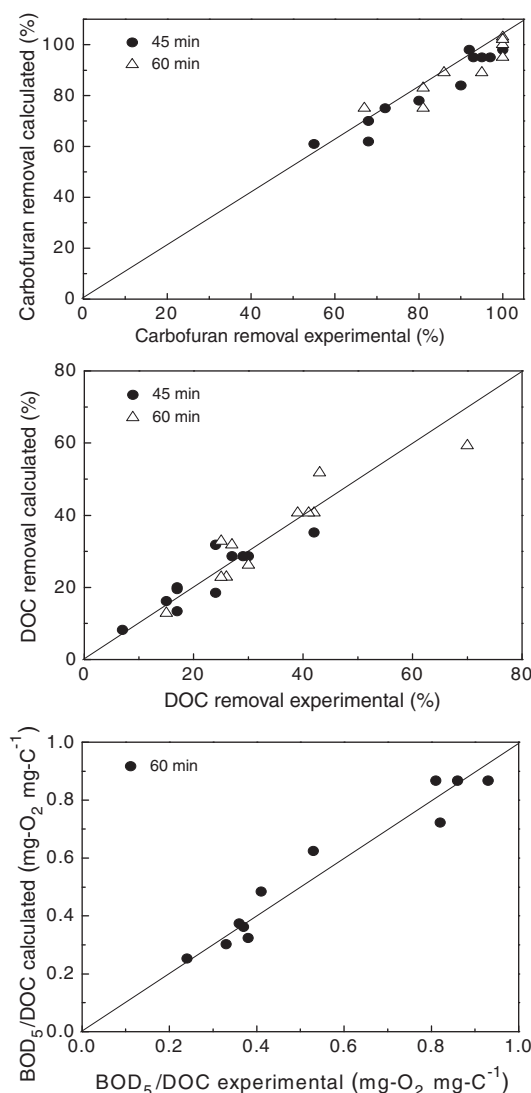 Carbofuran removal calculated (%)
100
80
60
40
20
0
45 min
60 min
0 20 40 60 80 100
Carbofuran removal experimental (%)
DOC removal calculated (%)
80
60
40
20
0
45 min
60 min
0 20 40 60 80
DOC removal experimental (%)
BOD₅/DOC calculated (mg-O₂ mg-C⁻¹)
1.0
0.8
0.6
0.4
0.2
0.0
60 min
0.0 0.2 0.4 0.6 0.8 1.0
BOD₅/DOC experimental (mg-O₂ mg-C⁻¹)